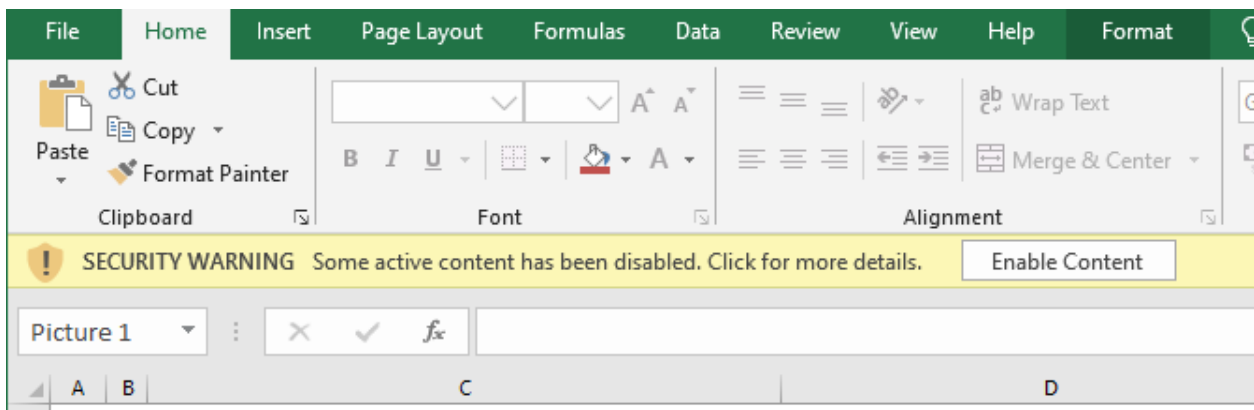 File Home Insert Page Layout Formulas Data Review View Help Format
Cut
Copy
Paste
Format Painter
B I U A
ab Wrap Text
Merge & Center
Clipboard Font Alignment
SECURITY WARNING Some active content has been disabled. Click for more details. Enable Content
Picture 1 fx
A B C D